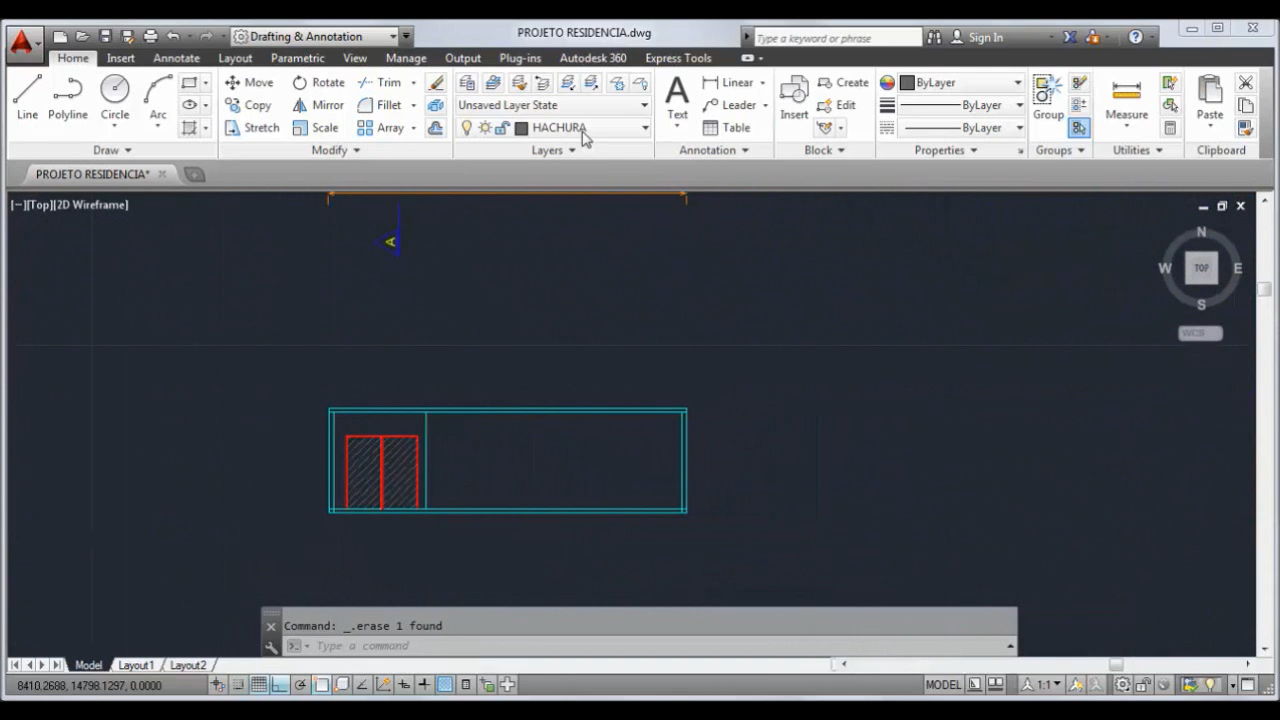 Drafting & Annotation
PROJETO RESIDENCIA.dwg
Type a keyword or phrase
Sign In
Home
Insert
Annotate
Layout
Parametric
View
Manage
Output
Plug-ins
Autodesk 360
Express Tools
Line
Polyline
Circle
Arc
Draw
Move
Rotate
Trim
Copy
Mirror
Fillet
Stretch
Scale
Array
Modify
Unsaved Layer State
HACHURA
Layers
Text
Linear
Leader
Table
Annotation
Insert
Create
Edit
Block
ByLayer
ByLayer
ByLayer
Properties
Group
Groups
Measure
Utilities
Paste
Clipboard
PROJETO RESIDENCIA*
[−][Top][2D Wireframe]
A
N
W
TOP
E
S
WCS
Command: _.erase 1 found
Type a command
Model
Layout1
Layout2
8410.2688, 14798.1297, 0.0000
MODEL
1:1